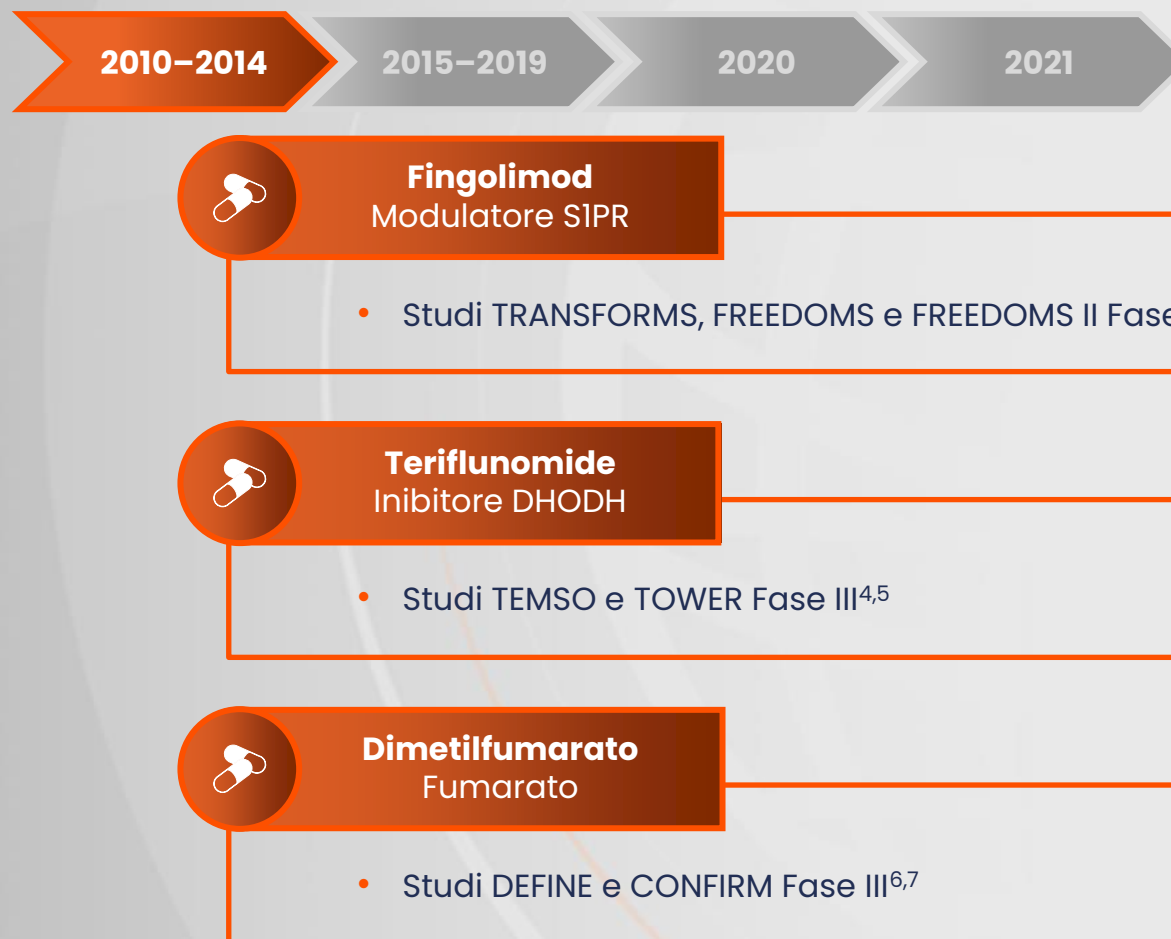 2010–2014
2015–2019
2020
2021
Fingolimod
Modulatore S1PR
• Studi TRANSFORMS, FREEDOMS e FREEDOMS II Fase
Teriflunomide
Inibitore DHODH
• Studi TEMSO e TOWER Fase III4,5
Dimetilfumarato
Fumarato
• Studi DEFINE e CONFIRM Fase III6,7